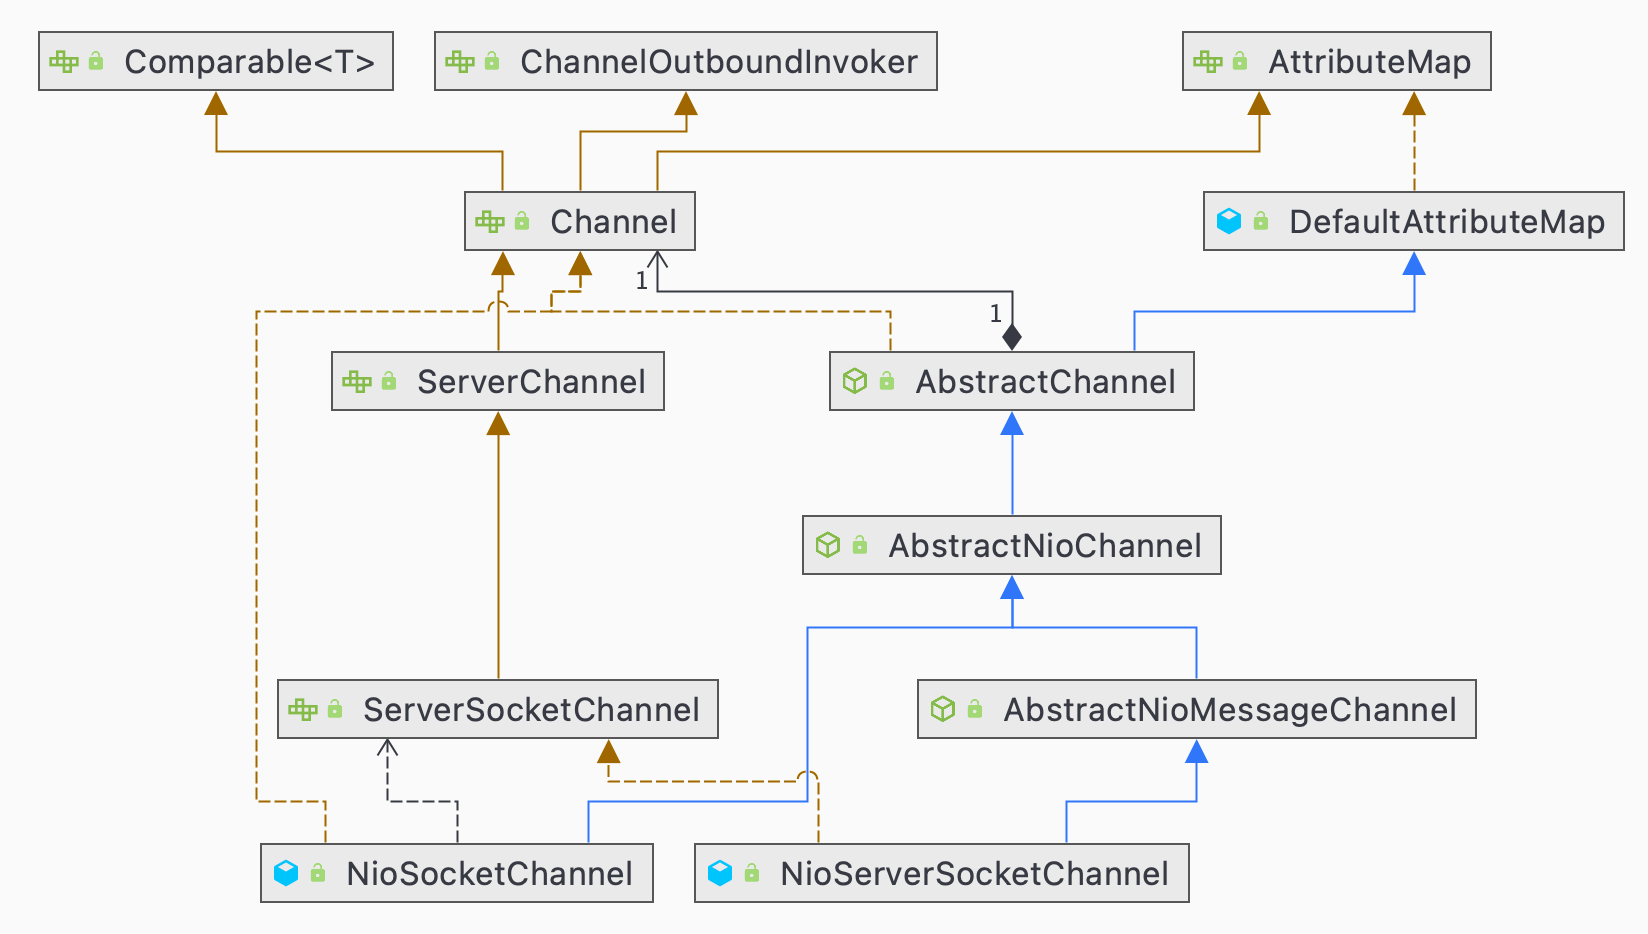 Comparable<T>
ChannelOutboundInvoker
AttributeMap
Channel
DefaultAttributeMap
1
1
ServerChannel
AbstractChannel
AbstractNioChannel
ServerSocketChannel
AbstractNioMessageChannel
NioSocketChannel
NioServerSocketChannel